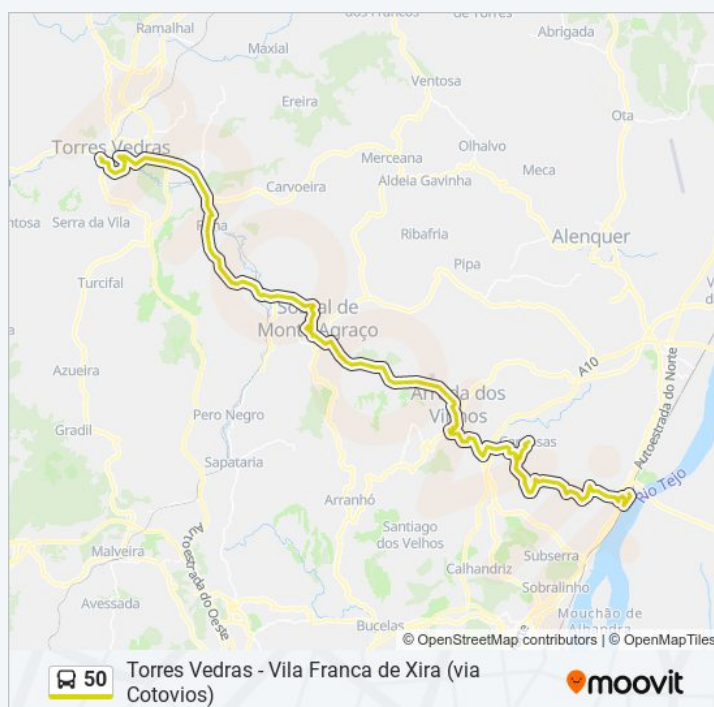 Ramalhal
Maxial
Abrigada
Ventosa
Ereira
Ota
Torres Vedras
Olhalvo
Merceana
Meca
Carvoeira
Aldeia Gavinha
Serra da Vila
Ribafria
Alenquer
Turcifal
Pipa
Monte Agraço
A10
Autoestrada do Norte
Azueira
Arruda dos
Vinhos
Pero Negro
Gradil
Sapataria
Rio Tejo
Arranhó
Santiago
dos Velhos
Malveira
Autoestrada do Oeste
Subserra
Calhandriz
Sobralinho
Avessada
Mouchão de
Alhandra
Bucelas
© OpenStreetMap contributors | © OpenMapTiles
50
Torres Vedras - Vila Franca de Xira (via
Cotovios)
moovit